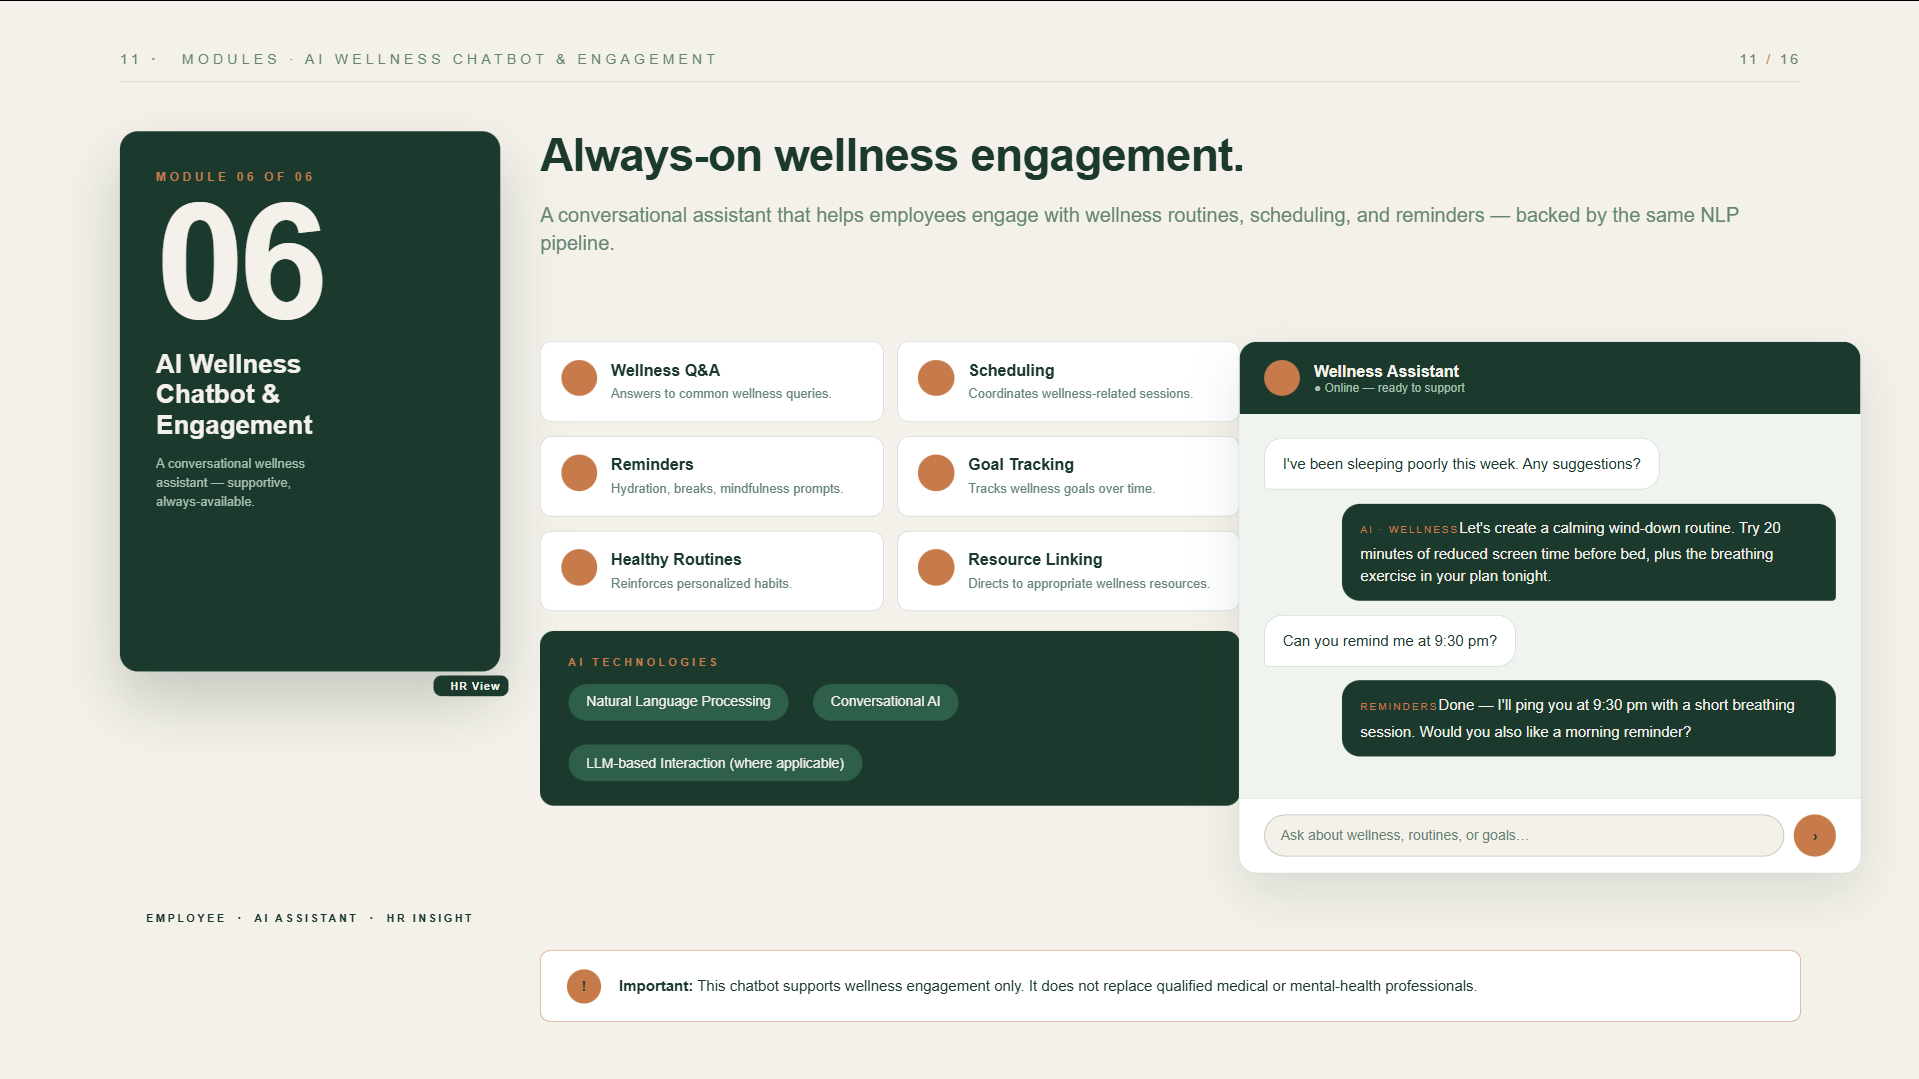 11 · MODULES · AI WELLNESS CHATBOT & ENGAGEMENT
11 / 16
MODULE 06 OF 06
06
AI Wellness
Chatbot &
Engagement
A conversational wellness
assistant — supportive,
always-available.
HR View
EMPLOYEE · AI ASSISTANT · HR INSIGHT
Always-on wellness engagement.
A conversational assistant that helps employees engage with wellness routines, scheduling, and reminders — backed by the same NLP
pipeline.
Wellness Q&A
Answers to common wellness queries.
Scheduling
Coordinates wellness-related sessions.
Reminders
Hydration, breaks, mindfulness prompts.
Goal Tracking
Tracks wellness goals over time.
Healthy Routines
Reinforces personalized habits.
Resource Linking
Directs to appropriate wellness resources.
AI TECHNOLOGIES
Natural Language Processing
Conversational AI
LLM-based Interaction (where applicable)
Wellness Assistant
● Online — ready to support
I've been sleeping poorly this week. Any suggestions?
AI · WELLNESSLet's create a calming wind-down routine. Try 20
minutes of reduced screen time before bed, plus the breathing
exercise in your plan tonight.
Can you remind me at 9:30 pm?
REMINDERSDone — I'll ping you at 9:30 pm with a short breathing
session. Would you also like a morning reminder?
Ask about wellness, routines, or goals…
›
!
Important: This chatbot supports wellness engagement only. It does not replace qualified medical or mental-health professionals.